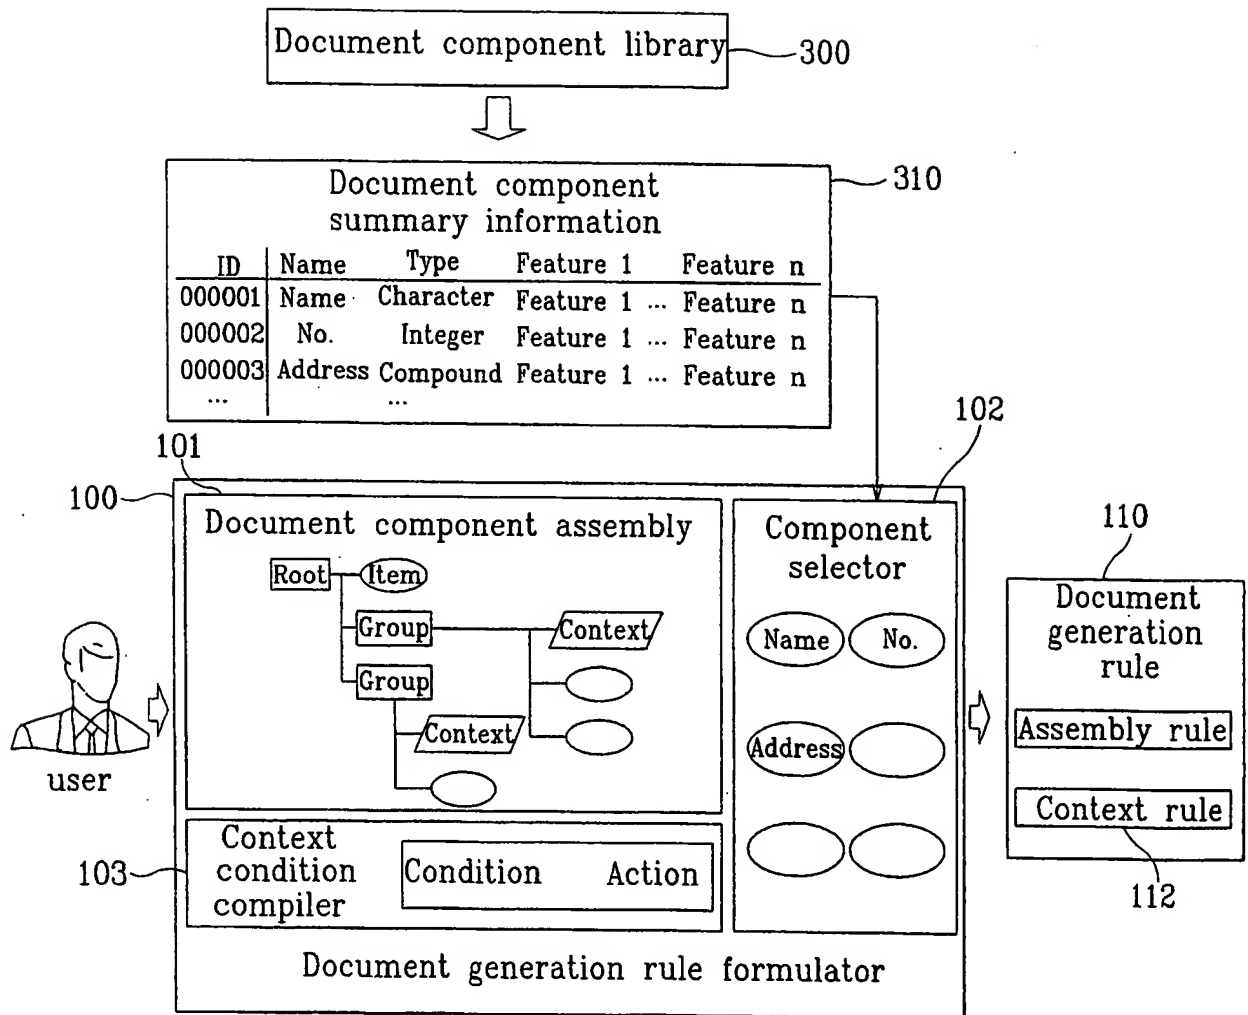 Document component library
300
Document component
summary information
310
ID Name Type Feature 1 Feature n
000001 Name Character Feature 1 ... Feature n
000002 No. Integer Feature 1 ... Feature n
000003 Address Compound Feature 1 ... Feature n
... ...
101
102
100
Document component assembly
Root Item
Group Context
Group
Context
Component
selector
Name No.
Address
110
Document
generation
rule
Assembly rule
Context rule
112
user
103
Context
condition
compiler
Condition Action
Document generation rule formulator